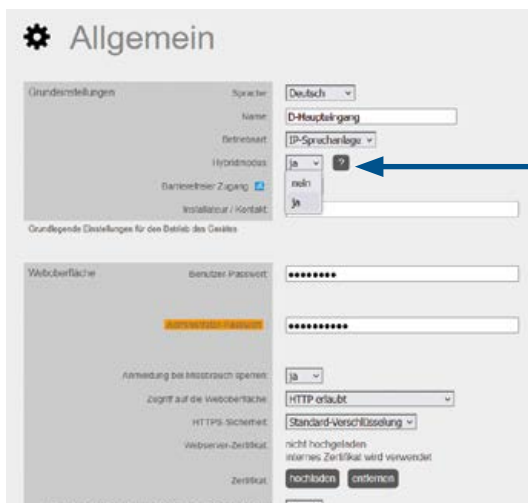 Allgemein
Grundeinstellungen
Sprache:
Deutsch
Name:
D-Haupteingang
Betriebsart:
IP-Sprechanlage
Hybridmodus:
ja
?
nein
ja
Barrierefreier Zugang
Installateur / Kontakt:
Grundlegende Einstellungen für den Betrieb des Gerätes
Weboberfläche
Benutzer Passwort:
••••••••
Administrator Passwort:
••••••••••
Anmeldung bei Missbrauch sperren:
ja
Zugriff auf die Weboberfläche:
HTTP erlaubt
HTTPS-Sicherheit:
Standard-Verschlüsselung
Webserver-Zertifikat:
nicht hochgeladen
internes Zertifikat wird verwendet
Zertifikat:
hochladen
entfernen